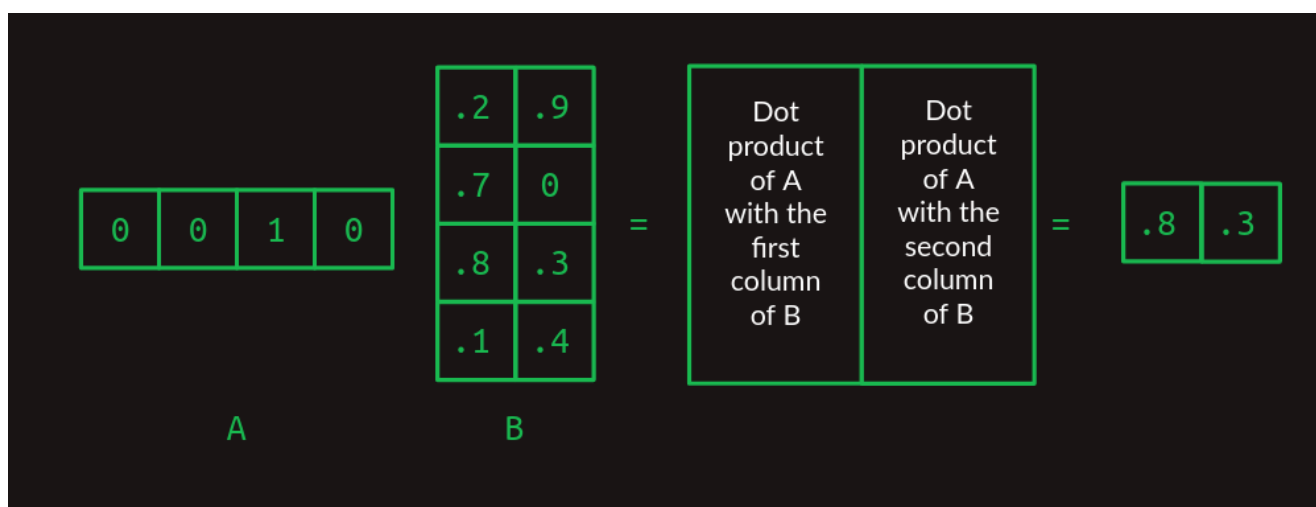 0 0 1 0
A
.2 .9
.7 0
.8 .3
.1 .4
B
=
Dot
product
of A
with the
first
column
of B
Dot
product
of A
with the
second
column
of B
=
.8 .3